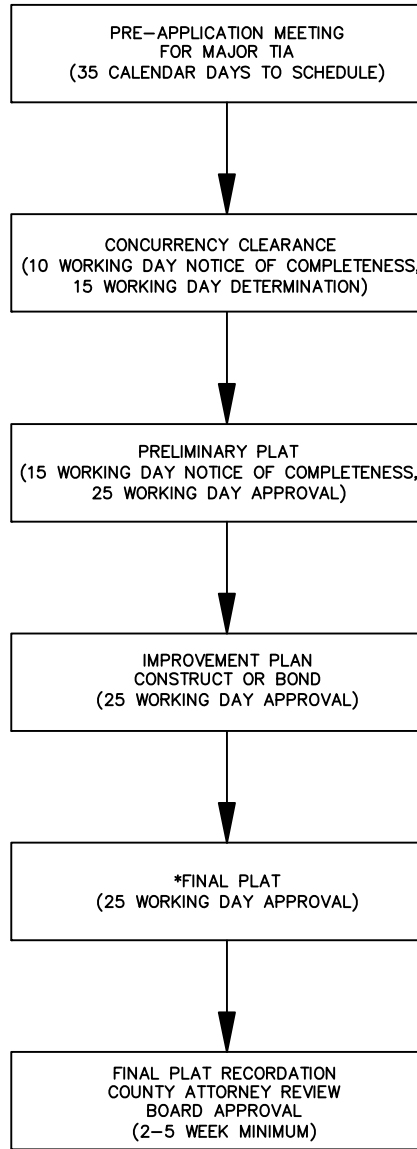 PRE-APPLICATION MEETING
FOR MAJOR TIA
(35 CALENDAR DAYS TO SCHEDULE)
CONCURRENCY CLEARANCE
(10 WORKING DAY NOTICE OF COMPLETENESS,
15 WORKING DAY DETERMINATION)
PRELIMINARY PLAT
(15 WORKING DAY NOTICE OF COMPLETENESS,
25 WORKING DAY APPROVAL)
IMPROVEMENT PLAN
CONSTRUCT OR BOND
(25 WORKING DAY APPROVAL)
*FINAL PLAT
(25 WORKING DAY APPROVAL)
FINAL PLAT RECORDATION
COUNTY ATTORNEY REVIEW
BOARD APPROVAL
(2-5 WEEK MINIMUM)